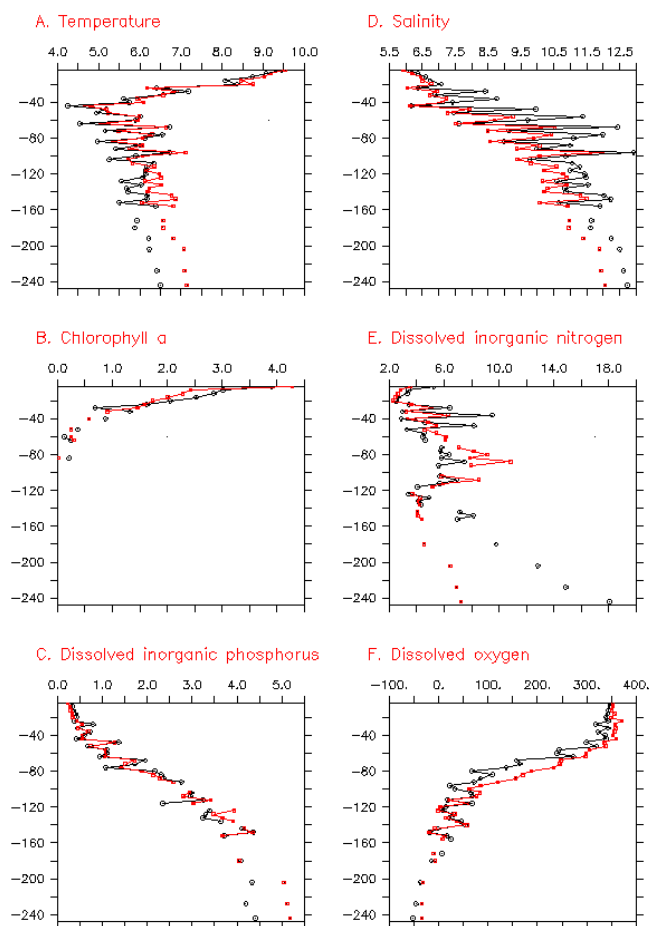 A. Temperature
D. Salinity
4.0 5.0 6.0 7.0 8.0 9.0 10.0
5.5 6.5 7.5 8.5 9.5 10.5 11.5 12.5
-40 -40
-80 -80
-120 -120
-160 -160
-200 -200
-240 -240
B. Chlorophyll a
E. Dissolved inorganic nitrogen
0.0 1.0 2.0 3.0 4.0
2.0 6.0 10.0 14.0 18.0
-40 -40
-80 -80
-120 -120
-160 -160
-200 -200
-240 -240
C. Dissolved inorganic phosphorus
F. Dissolved oxygen
0.0 1.0 2.0 3.0 4.0 5.0
-100. 0. 100. 200. 300. 400.
-40 -40
-80 -80
-120 -120
-160 -160
-200 -200
-240 -240